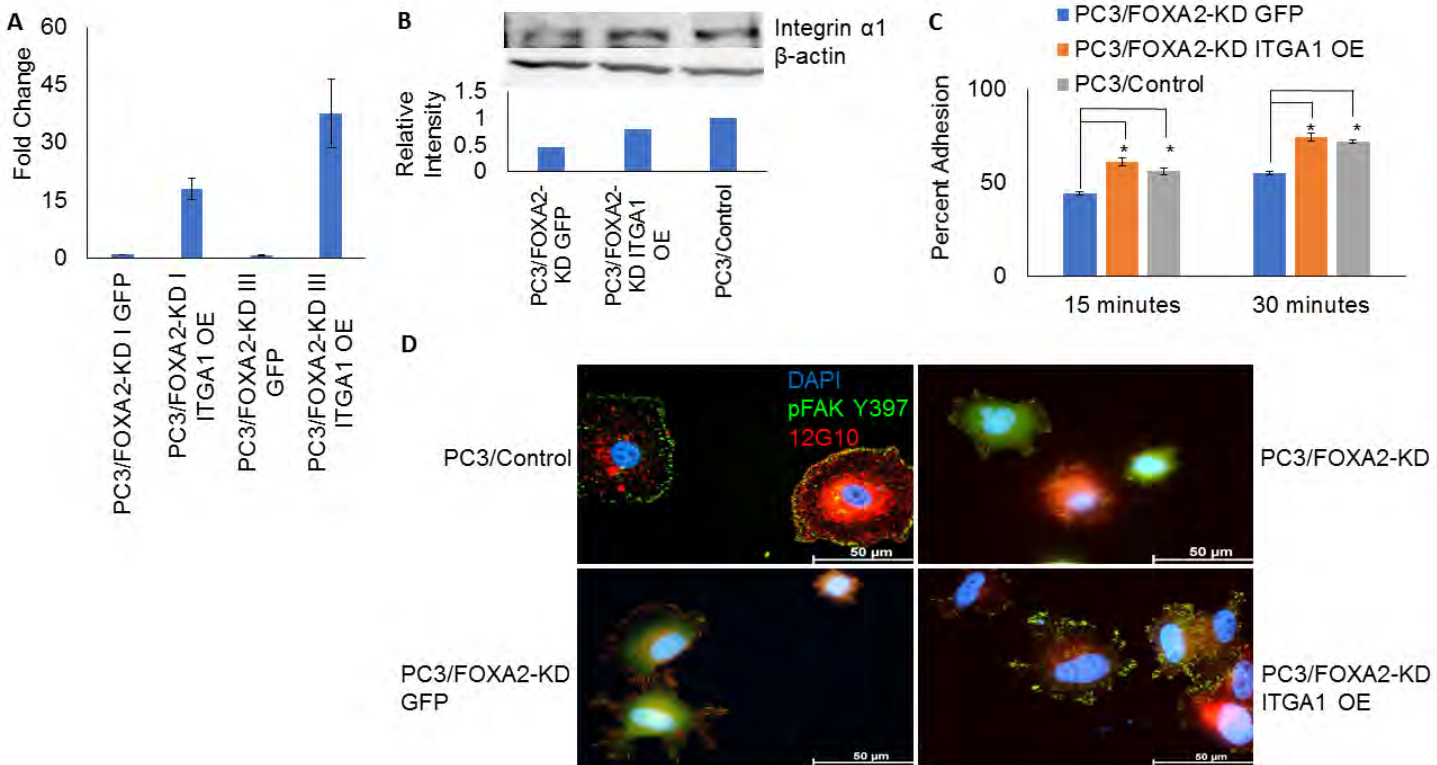 A
60
45
30
15
0
Fold Change
PC3/FOXA2-KD I GFP
PC3/FOXA2-KD I
ITGA1 OE
PC3/FOXA2-KD III
GFP
PC3/FOXA2-KD III
ITGA1 OE
B
Integrin α1
β-actin
1.5
1
0.5
0
Relative
Intensity
PC3/FOXA2-
KD GFP
PC3/FOXA2-
KD ITGA1
OE
PC3/Control
C
PC3/FOXA2-KD GFP
PC3/FOXA2-KD ITGA1 OE
PC3/Control
100
50
0
Percent Adhesion
* *
* *
15 minutes
30 minutes
D
PC3/Control
DAPI
pFAK Y397
12G10
50 µm
50 µm
PC3/FOXA2-KD
PC3/FOXA2-KD
GFP
50 µm
50 µm
PC3/FOXA2-KD
ITGA1 OE